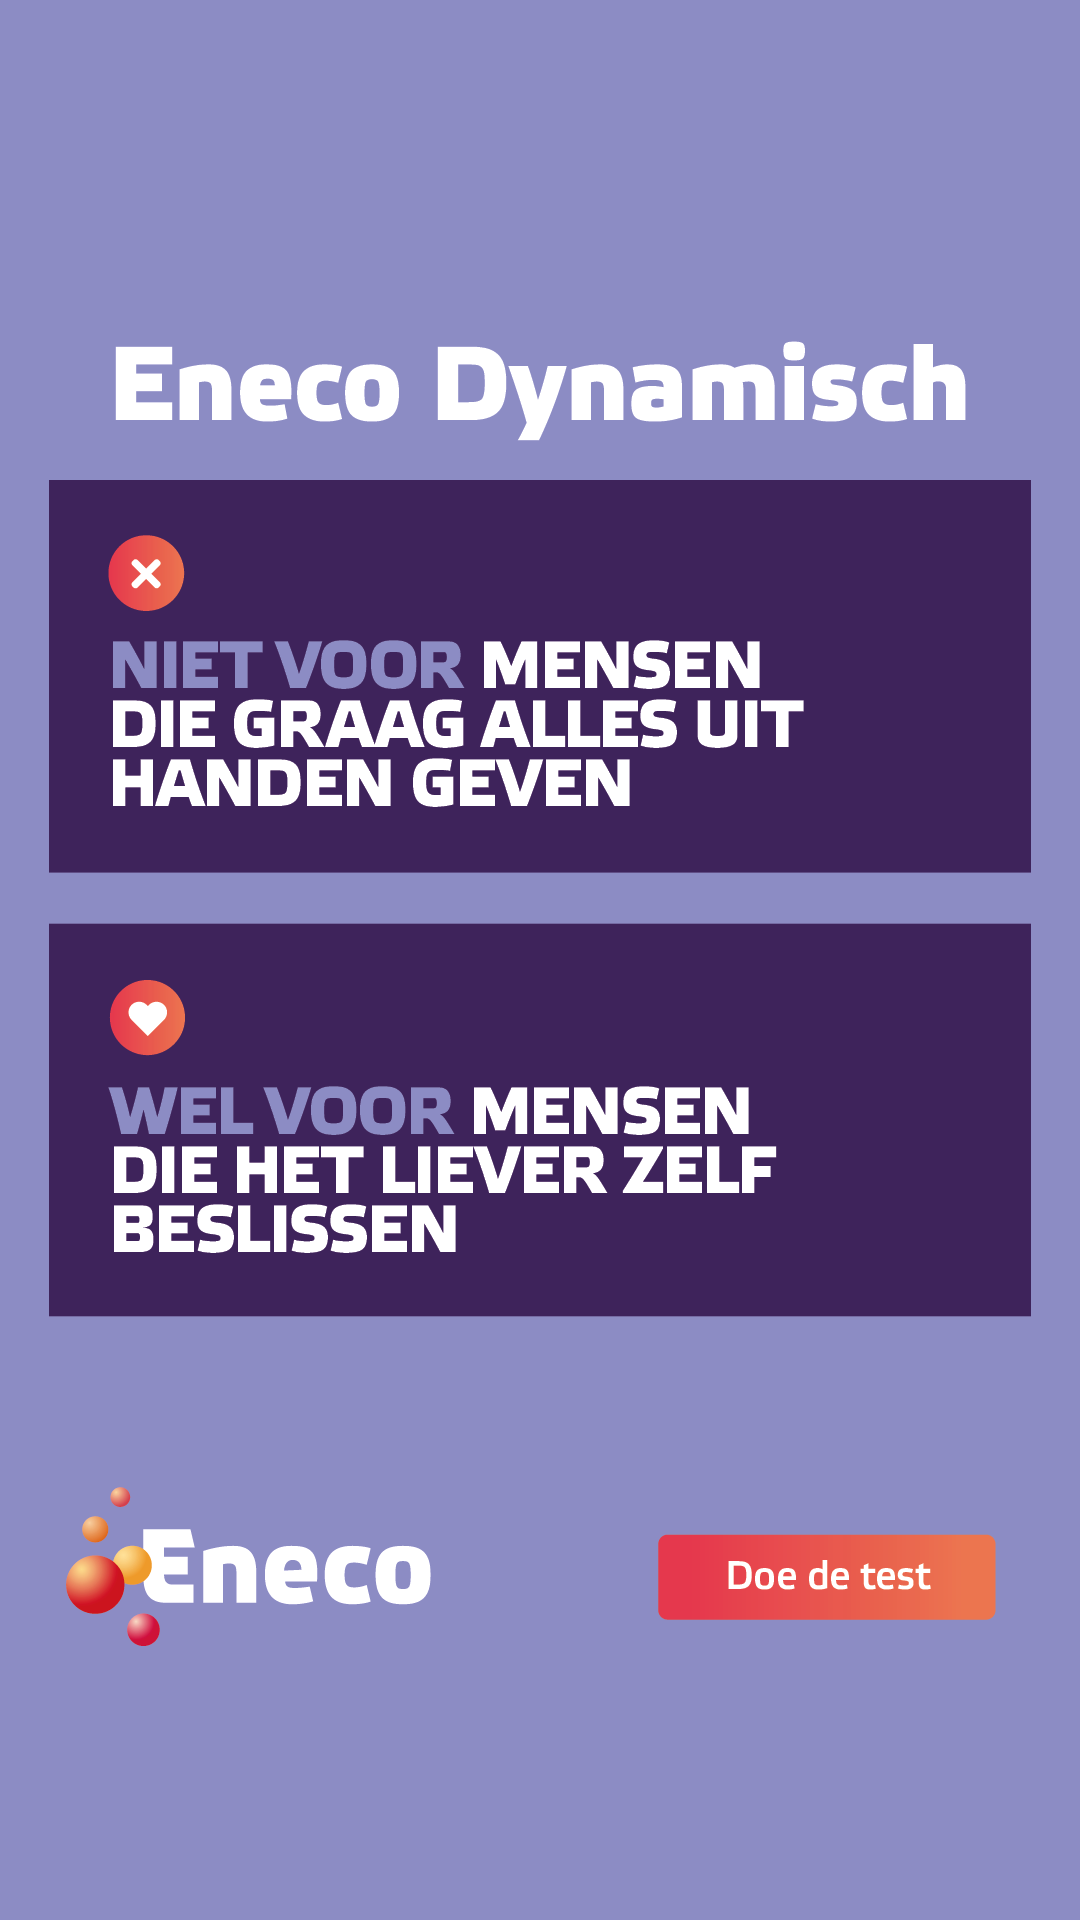 Eneco Dynamisch
NIET VOOR MENSEN
DIE GRAAG ALLES UIT
HANDEN GEVEN
WEL VOOR MENSEN
DIE HET LIEVER ZELF
BESLISSEN
Eneco
Doe de test